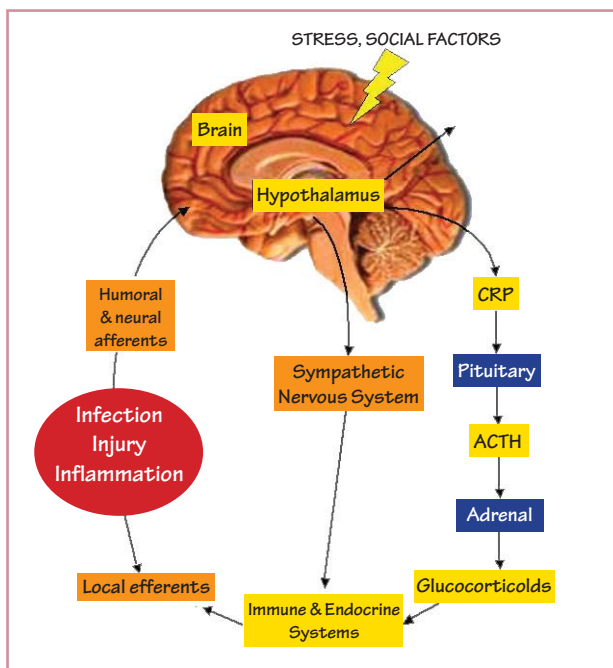 STRESS, SOCIAL FACTORS
Brain
Hypothalamus
Humoral
& neural
afferents
CRP
Sympathetic
Nervous System
Pituitary
Infection
Injury
Inflammation
ACTH
Adrenal
Local efferents
Immune & Endocrine
Systems
Glucocorticolds